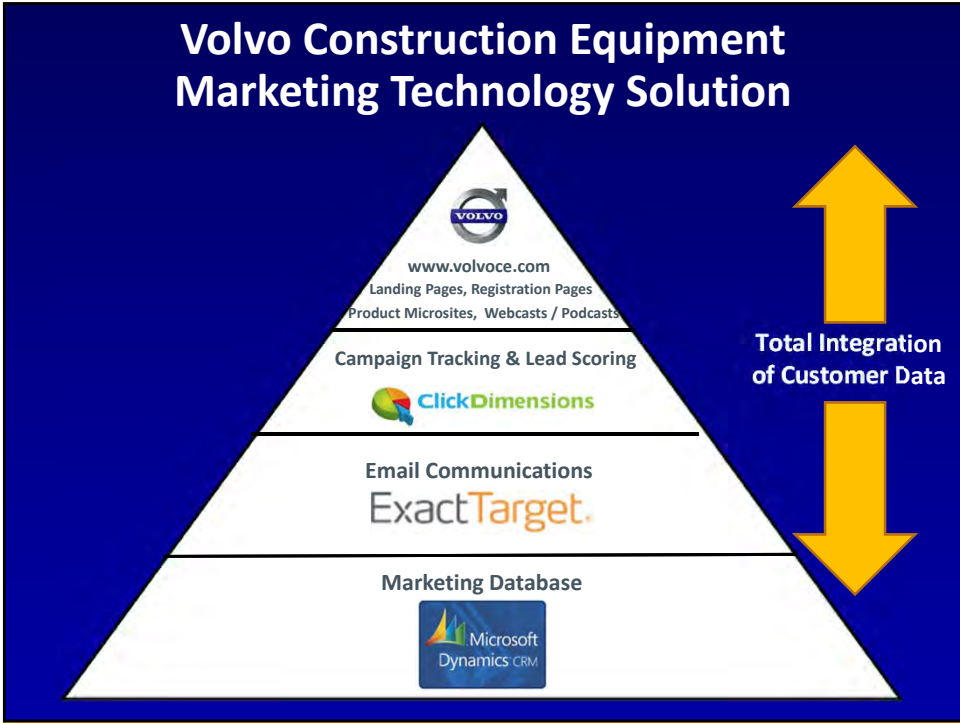 Volvo Construction Equipment
Marketing Technology Solution
VOLVO
www.volvoce.com
Landing Pages, Registration Pages
Product Microsites, Webcasts / Podcasts
Campaign Tracking & Lead Scoring
ClickDimensions
Email Communications
ExactTarget.
Marketing Database
Microsoft
Dynamics CRM
Total Integration
of Customer Data